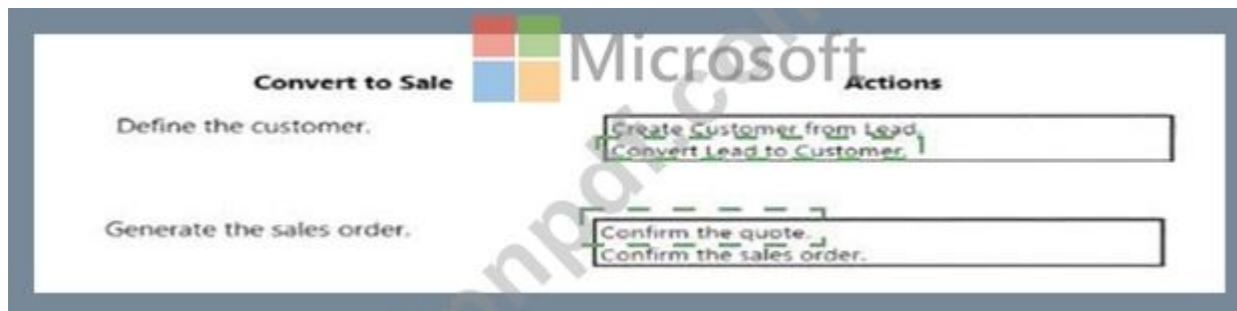 Microsoft
Convert to Sale Actions
Define the customer. Create Customer from Lead
Convert Lead to Customer.
Generate the sales order. Confirm the quote.
Confirm the sales order.